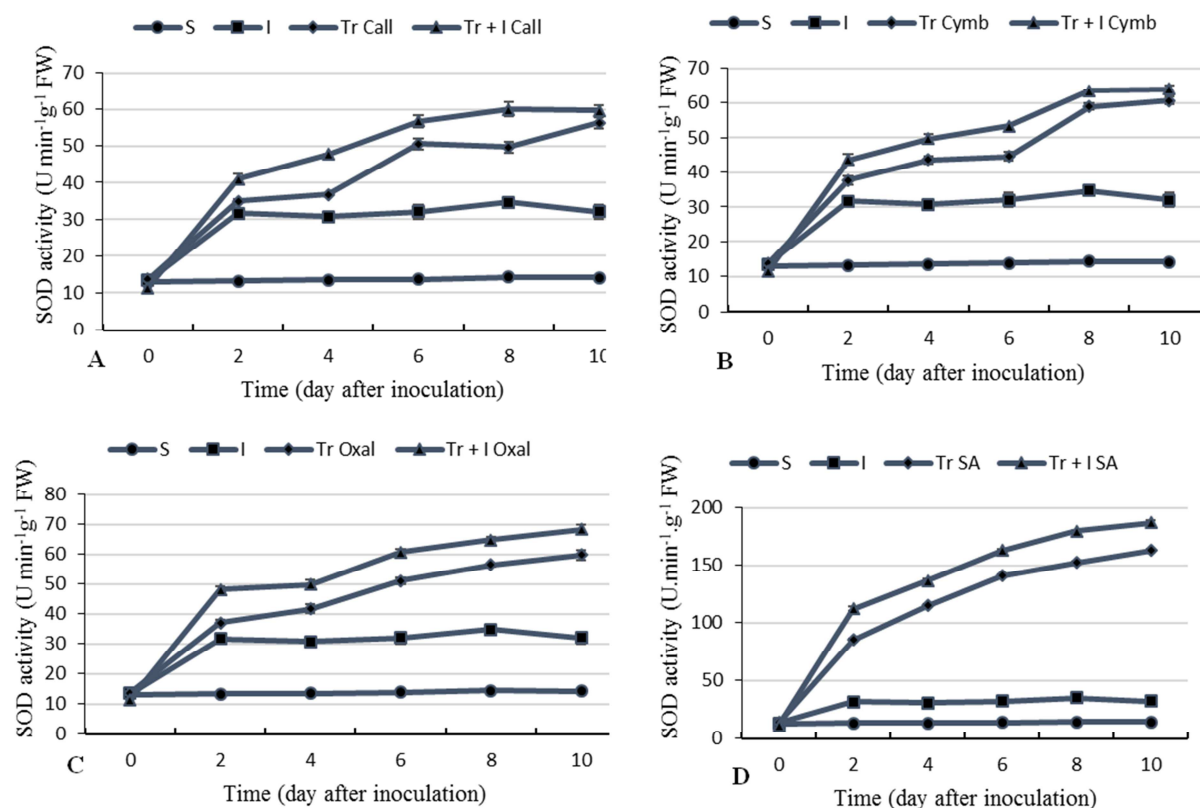 S I Tr Call Tr + I Call
SOD activity (U min⁻¹g⁻¹ FW)
70
60
50
40
30
20
10
0
0 2 4 6 8 10
A
Time (day after inoculation)
S I Tr Cymb Tr + I Cymb
SOD activity (U min⁻¹g⁻¹ FW)
70
60
50
40
30
20
10
0
0 2 4 6 8 10
B
Time (day after inoculation)
S I Tr Oxal Tr + I Oxal
SOD activity (U min⁻¹g⁻¹ FW)
80
70
60
50
40
30
20
10
0
0 2 4 6 8 10
C
Time (day after inoculation)
S I Tr SA Tr + I SA
SOD activity (U.min⁻¹.g⁻¹ FW)
200
150
100
50
0
0 2 4 6 8 10
D
Time (day after inoculation)